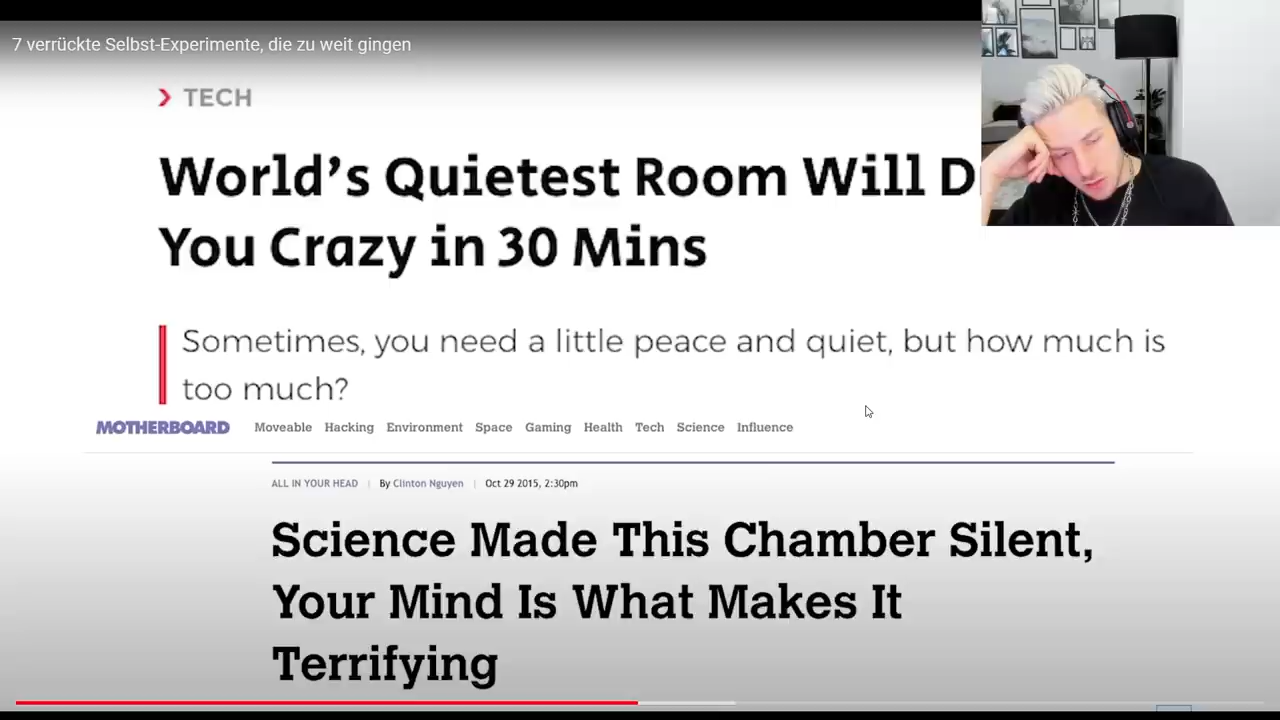 7 verrückte Selbst-Experimente, die zu weit gingen
TECH
World's Quietest Room Will
You Crazy in 30 Mins
Sometimes, you need a little peace and quiet, but how much is
too much?
MOTHERBOARD Moveable Hacking Environment Space Gaming Health Tech Science Influence
ALL IN YOUR HEAD | By Clinton Nguyen | Oct 29 2015, 2:30pm
Science Made This Chamber Silent,
Your Mind Is What Makes It
Terrifying